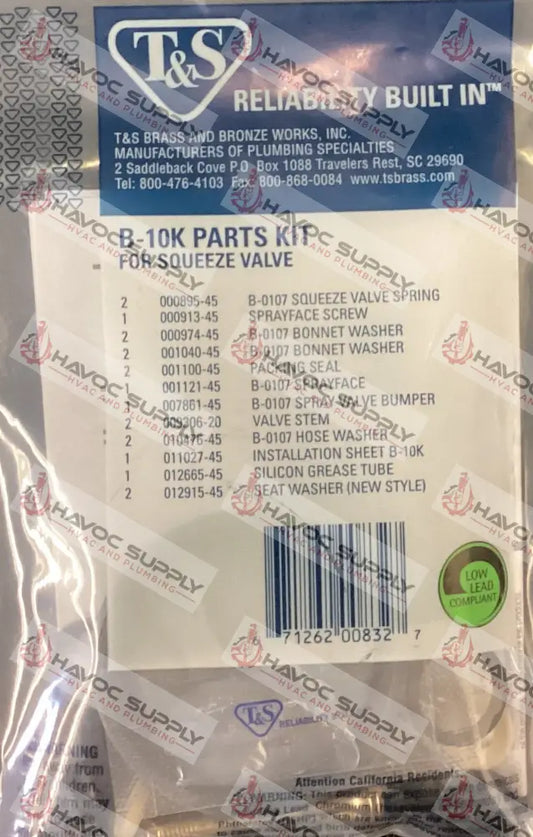 T&S
RELIABILITY BUILT IN™
T&S BRASS AND BRONZE WORKS, INC.
MANUFACTURERS OF PLUMBING SPECIALTIES
2 Saddleback Cove P.O. Box 1088 Travelers Rest, SC 29690
Tel: 800-476-4103 Fax: 800-868-0084 www.tsbrass.com
B-10K PARTS KIT
FOR SQUEEZE VALVE
2 000895-45 B-0107 SQUEEZE VALVE SPRING
1 000913-45 SPRAYFACE SCREW
2 000974-45 B-0107 BONNET WASHER
2 001040-45 B-0107 BONNET WASHER
2 001100-45 PACKING SEAL
1 001121-45 B-0107 SPRAYFACE
007861-45 B-0107 SPRAY VALVE BUMPER
2 009306-20 VALVE STEM
2 010476-45 B-0107 HOSE WASHER
1 011027-45 INSTALLATION SHEET B-10K
1 012665-45 SILICON GREASE TUBE
2 012915-45 SEAT WASHER (NEW STYLE)
6 71262 00832 7
LOW
LEAD
COMPLIANT
T&S
Attention California Residents
WARNING: This Product can
Lead Chromium
HAVOC SUPPLY
HVAC AND PLUMBING